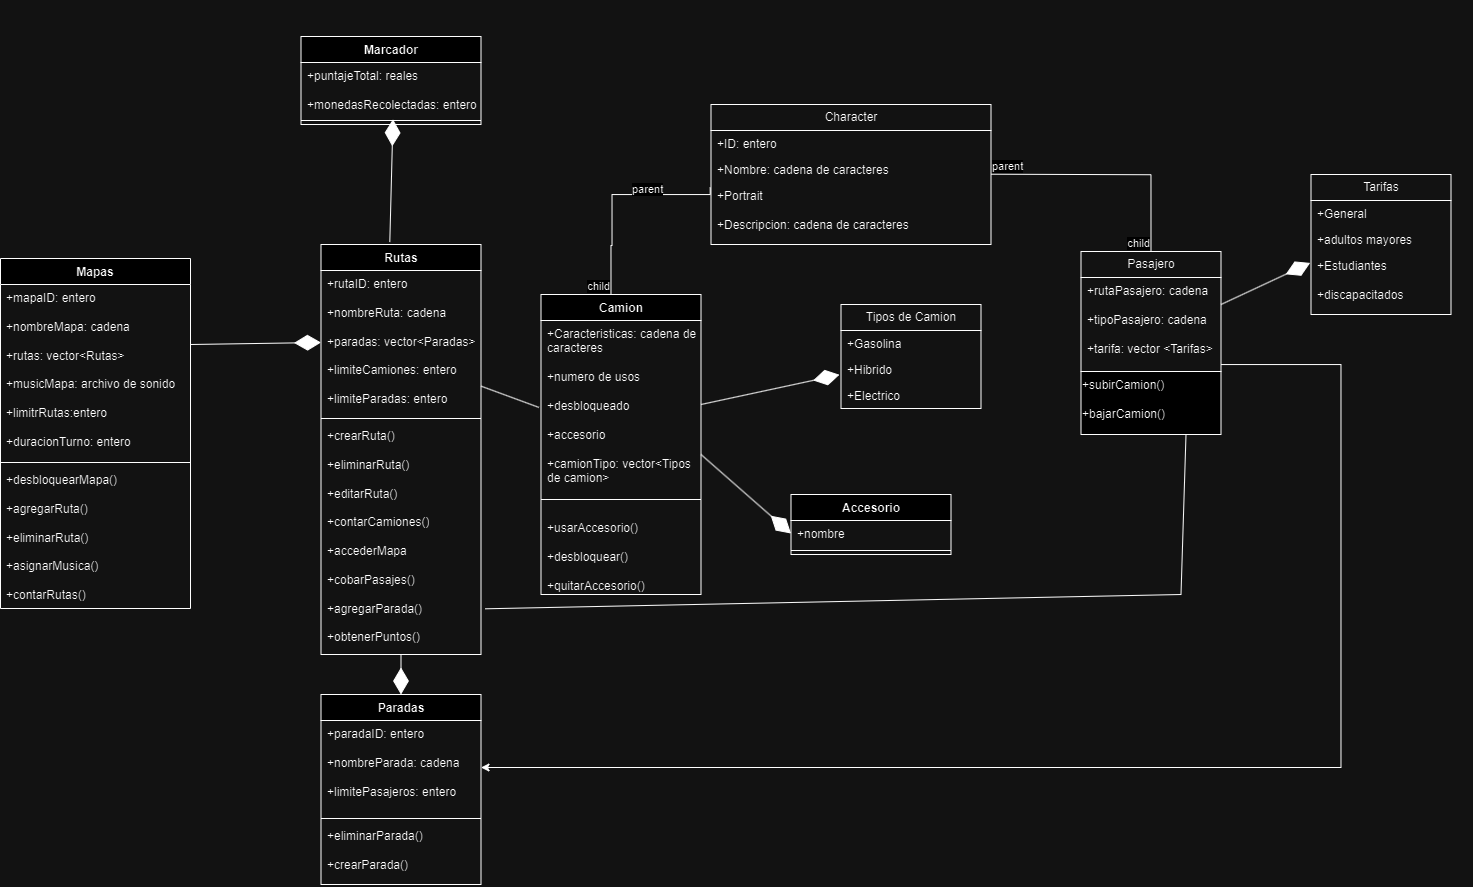 Marcador
+puntajeTotal: reales
+monedasRecolectadas: entero
Character
+ID: entero
+Nombre: cadena de caracteres
+Portrait
+Descripcion: cadena de caracteres
parent
parent
child
child
Tarifas
+General
+adultos mayores
+Estudiantes
+discapacitados
Mapas
+mapaID: entero
+nombreMapa: cadena
+rutas: vector<Rutas>
+musicMapa: archivo de sonido
+limitrRutas:entero
+duracionTurno: entero
+desbloquearMapa()
+agregarRuta()
+eliminarRuta()
+asignarMusica()
+contarRutas()
Rutas
+rutaID: entero
+nombreRuta: cadena
+paradas: vector<Paradas>
+limiteCamiones: entero
+limiteParadas: entero
+crearRuta()
+eliminarRuta()
+editarRuta()
+contarCamiones()
+accederMapa
+cobarPasajes()
+agregarParada()
+obtenerPuntos()
Camion
+Caracteristicas: cadena de
caracteres
+numero de usos
+desbloqueado
+accesorio
+camionTipo: vector<Tipos
de camion>
+usarAccesorio()
+desbloquear()
+quitarAccesorio()
Tipos de Camion
+Gasolina
+Hibrido
+Electrico
Accesorio
+nombre
Pasajero
+rutaPasajero: cadena
+tipoPasajero: cadena
+tarifa: vector <Tarifas>
+subirCamion()
+bajarCamion()
Paradas
+paradaID: entero
+nombreParada: cadena
+limitePasajeros: entero
+eliminarParada()
+crearParada()